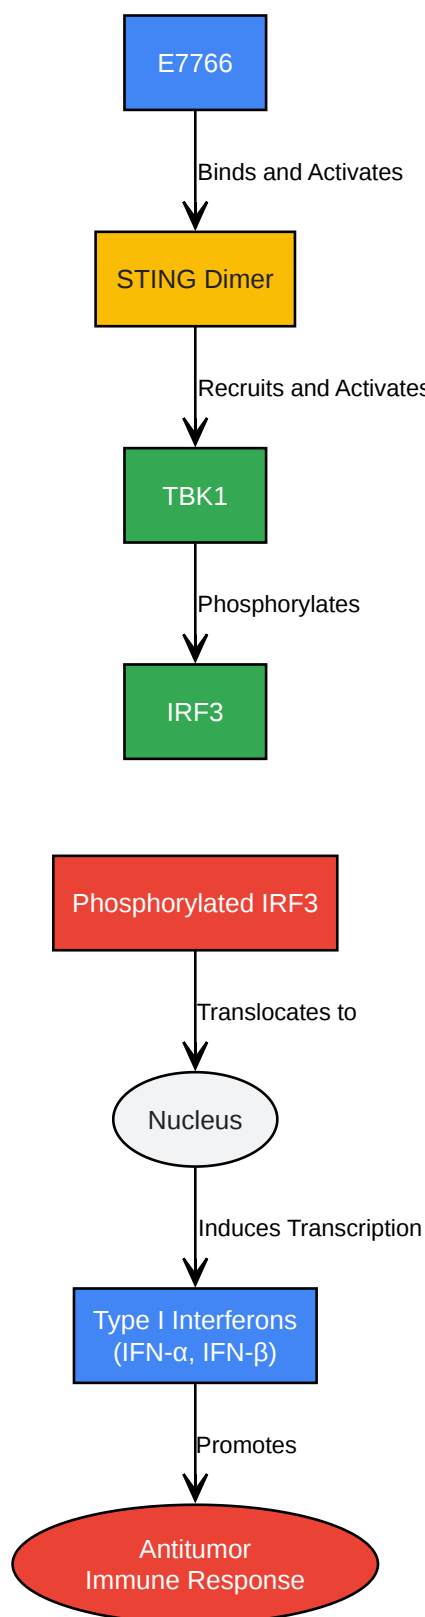 E7766
Binds and Activates
STING Dimer
Recruits and Activates
TBK1
Phosphorylates
IRF3
Phosphorylated IRF3
Translocates to
Nucleus
Induces Transcription
Type I Interferons
(IFN-α, IFN-β)
Promotes
Antitumor
Immune Response